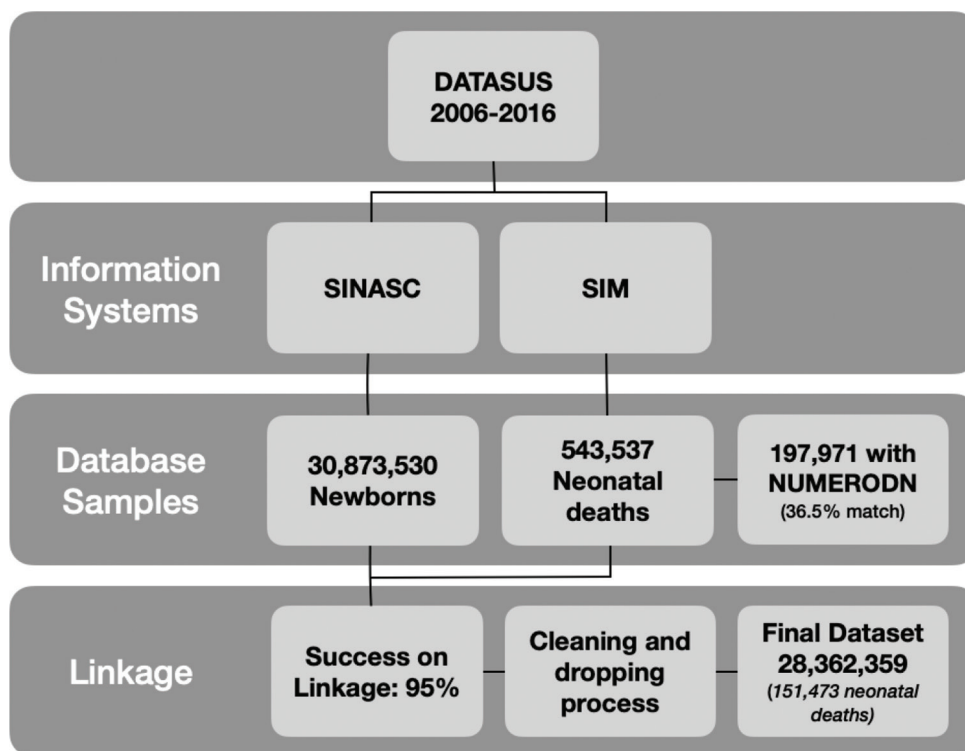 DATASUS
2006-2016
Information
Systems
SINASC
SIM
Database
Samples
30,873,530
Newborns
543,537
Neonatal
deaths
197,971 with
NUMERODN
(36.5% match)
Linkage
Success on
Linkage: 95%
Cleaning and
dropping
process
Final Dataset
28,362,359
(151,473 neonatal
deaths)